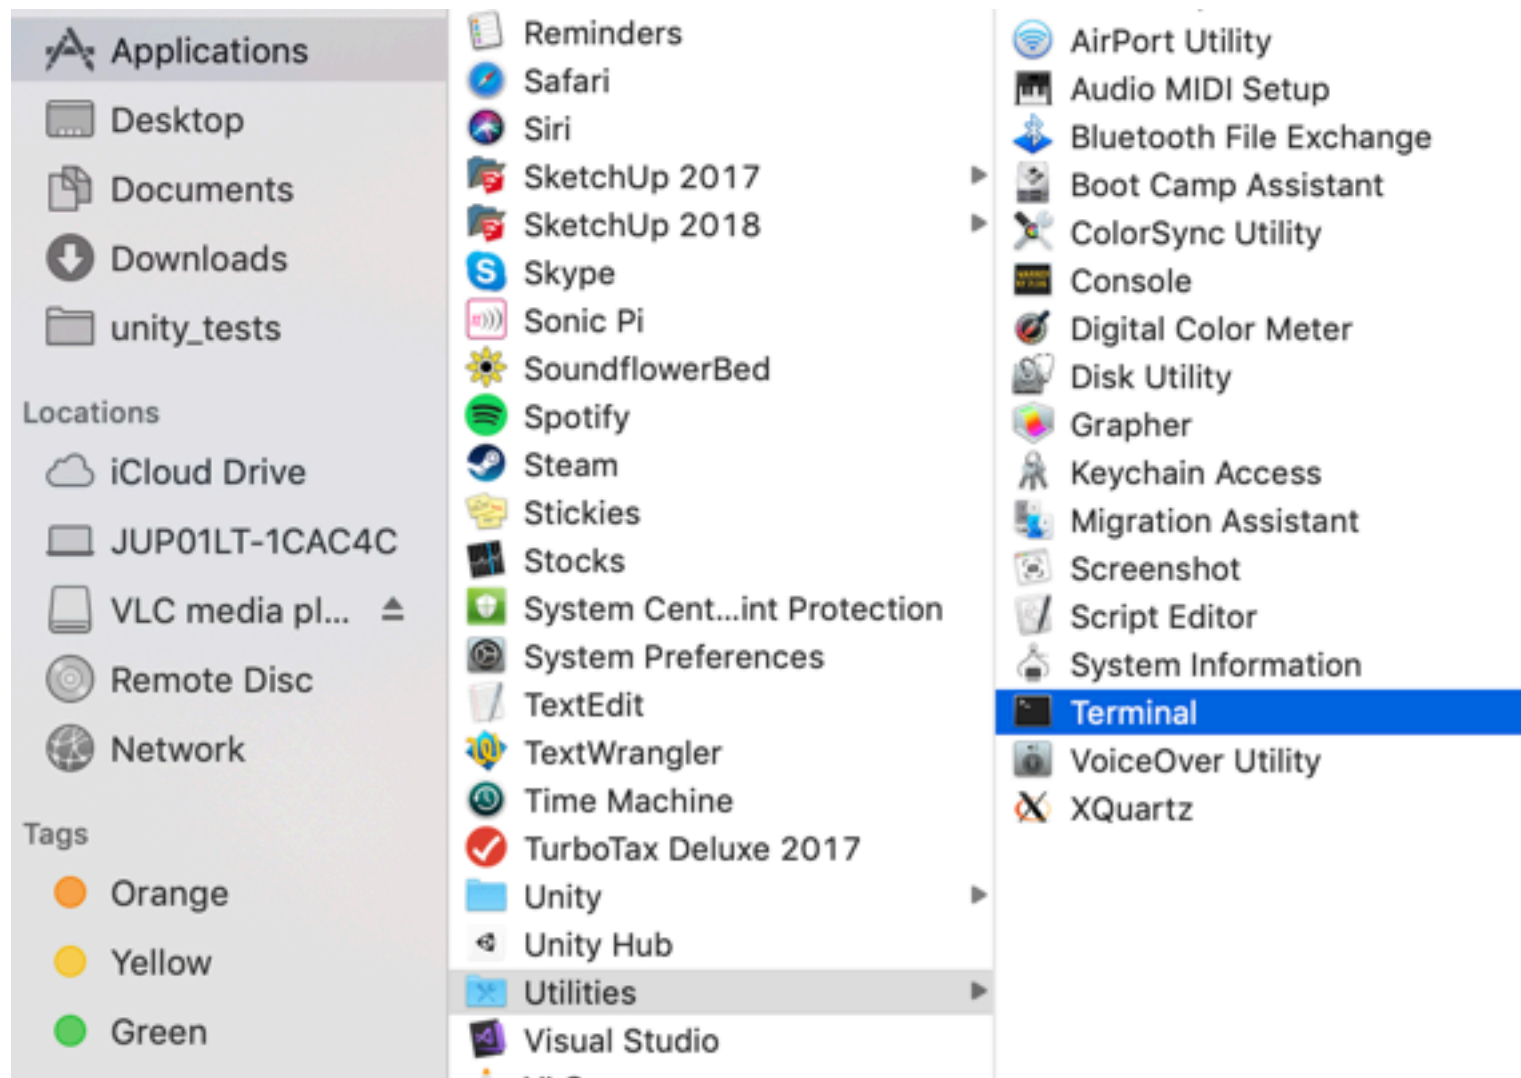 Applications
Desktop
Documents
Downloads
unity_tests
Locations
iCloud Drive
JUP01LT-1CAC4C
VLC media pl...
Remote Disc
Network
Tags
Orange
Yellow
Green
Reminders
Safari
Siri
SketchUp 2017
SketchUp 2018
Skype
Sonic Pi
SoundflowerBed
Spotify
Steam
Stickies
Stocks
System Cent...int Protection
System Preferences
TextEdit
TextWrangler
Time Machine
TurboTax Deluxe 2017
Unity
Unity Hub
Utilities
Visual Studio
AirPort Utility
Audio MIDI Setup
Bluetooth File Exchange
Boot Camp Assistant
ColorSync Utility
Console
Digital Color Meter
Disk Utility
Grapher
Keychain Access
Migration Assistant
Screenshot
Script Editor
System Information
Terminal
VoiceOver Utility
XQuartz